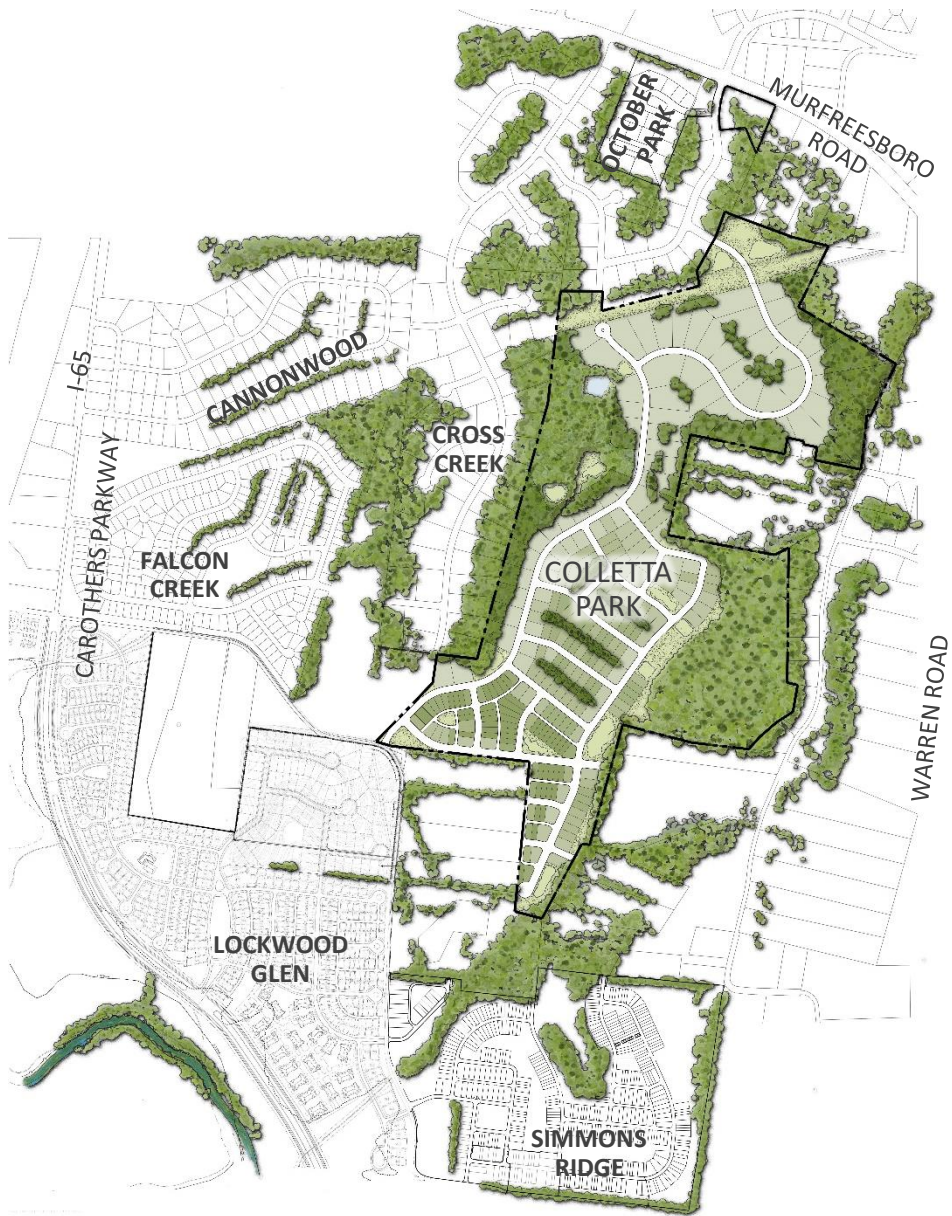 OCTOBER
PARK
MURFREESBORO
ROAD
I-65
CANNONWOOD
CROSS
CREEK
CAROTHERS PARKWAY
FALCON
CREEK
COLLETTA
PARK
WARREN ROAD
LOCKWOOD
GLEN
SIMMONS
RIDGE